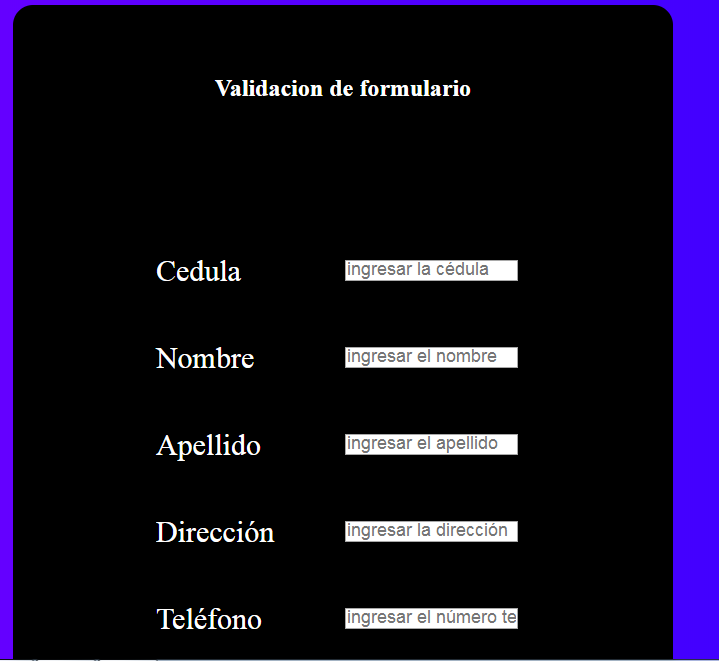 Validacion de formulario
Cedula ingresar la cédula
Nombre ingresar el nombre
Apellido ingresar el apellido
Dirección ingresar la dirección
Teléfono ingresar el número te